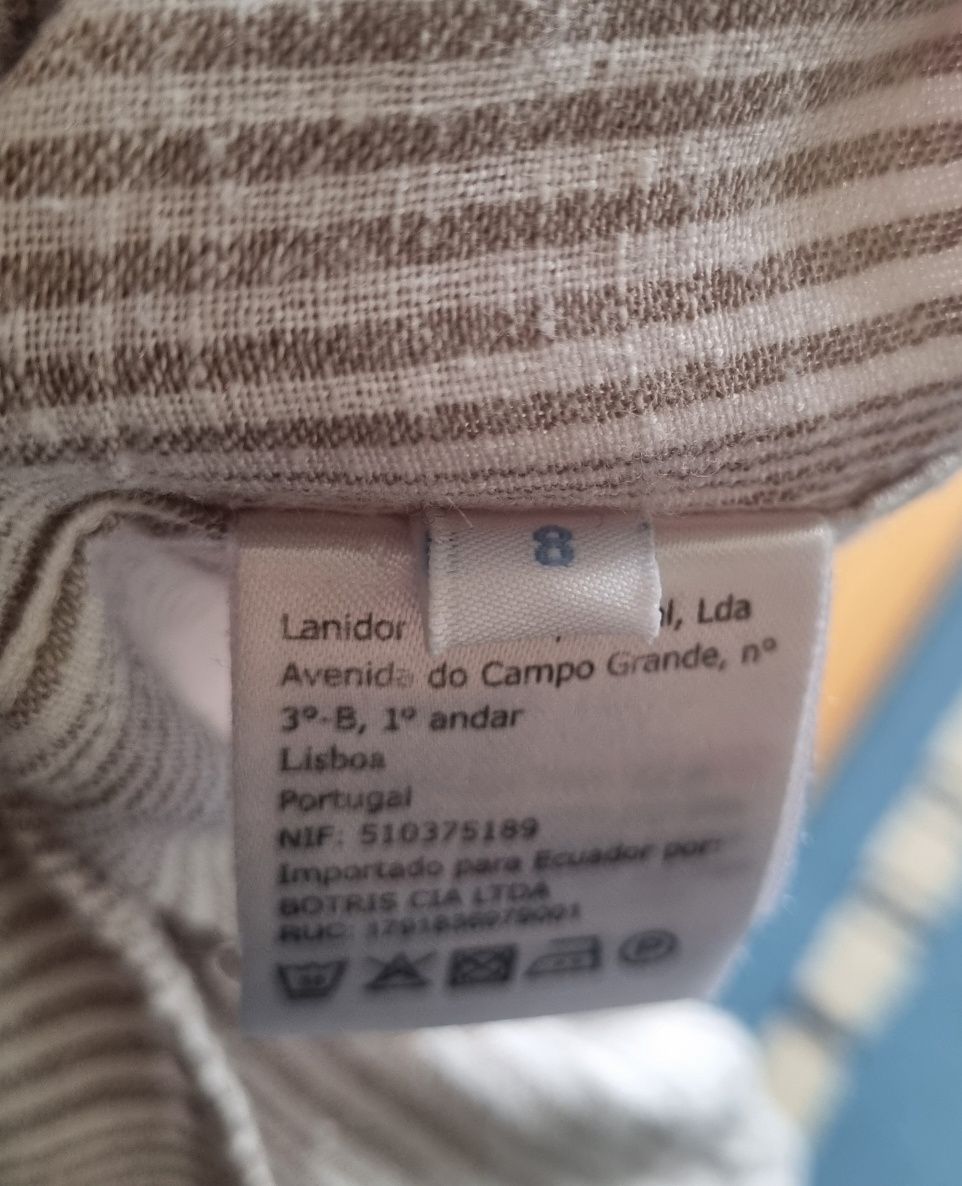 8
Lanidor l, Lda
Avenida do Campo Grande, nº
3º-B, 1º andar
Lisboa
Portugal
NIF: 510375189
Importado para Ecuador por:
BOTRIS CIA LTDA
RUC: